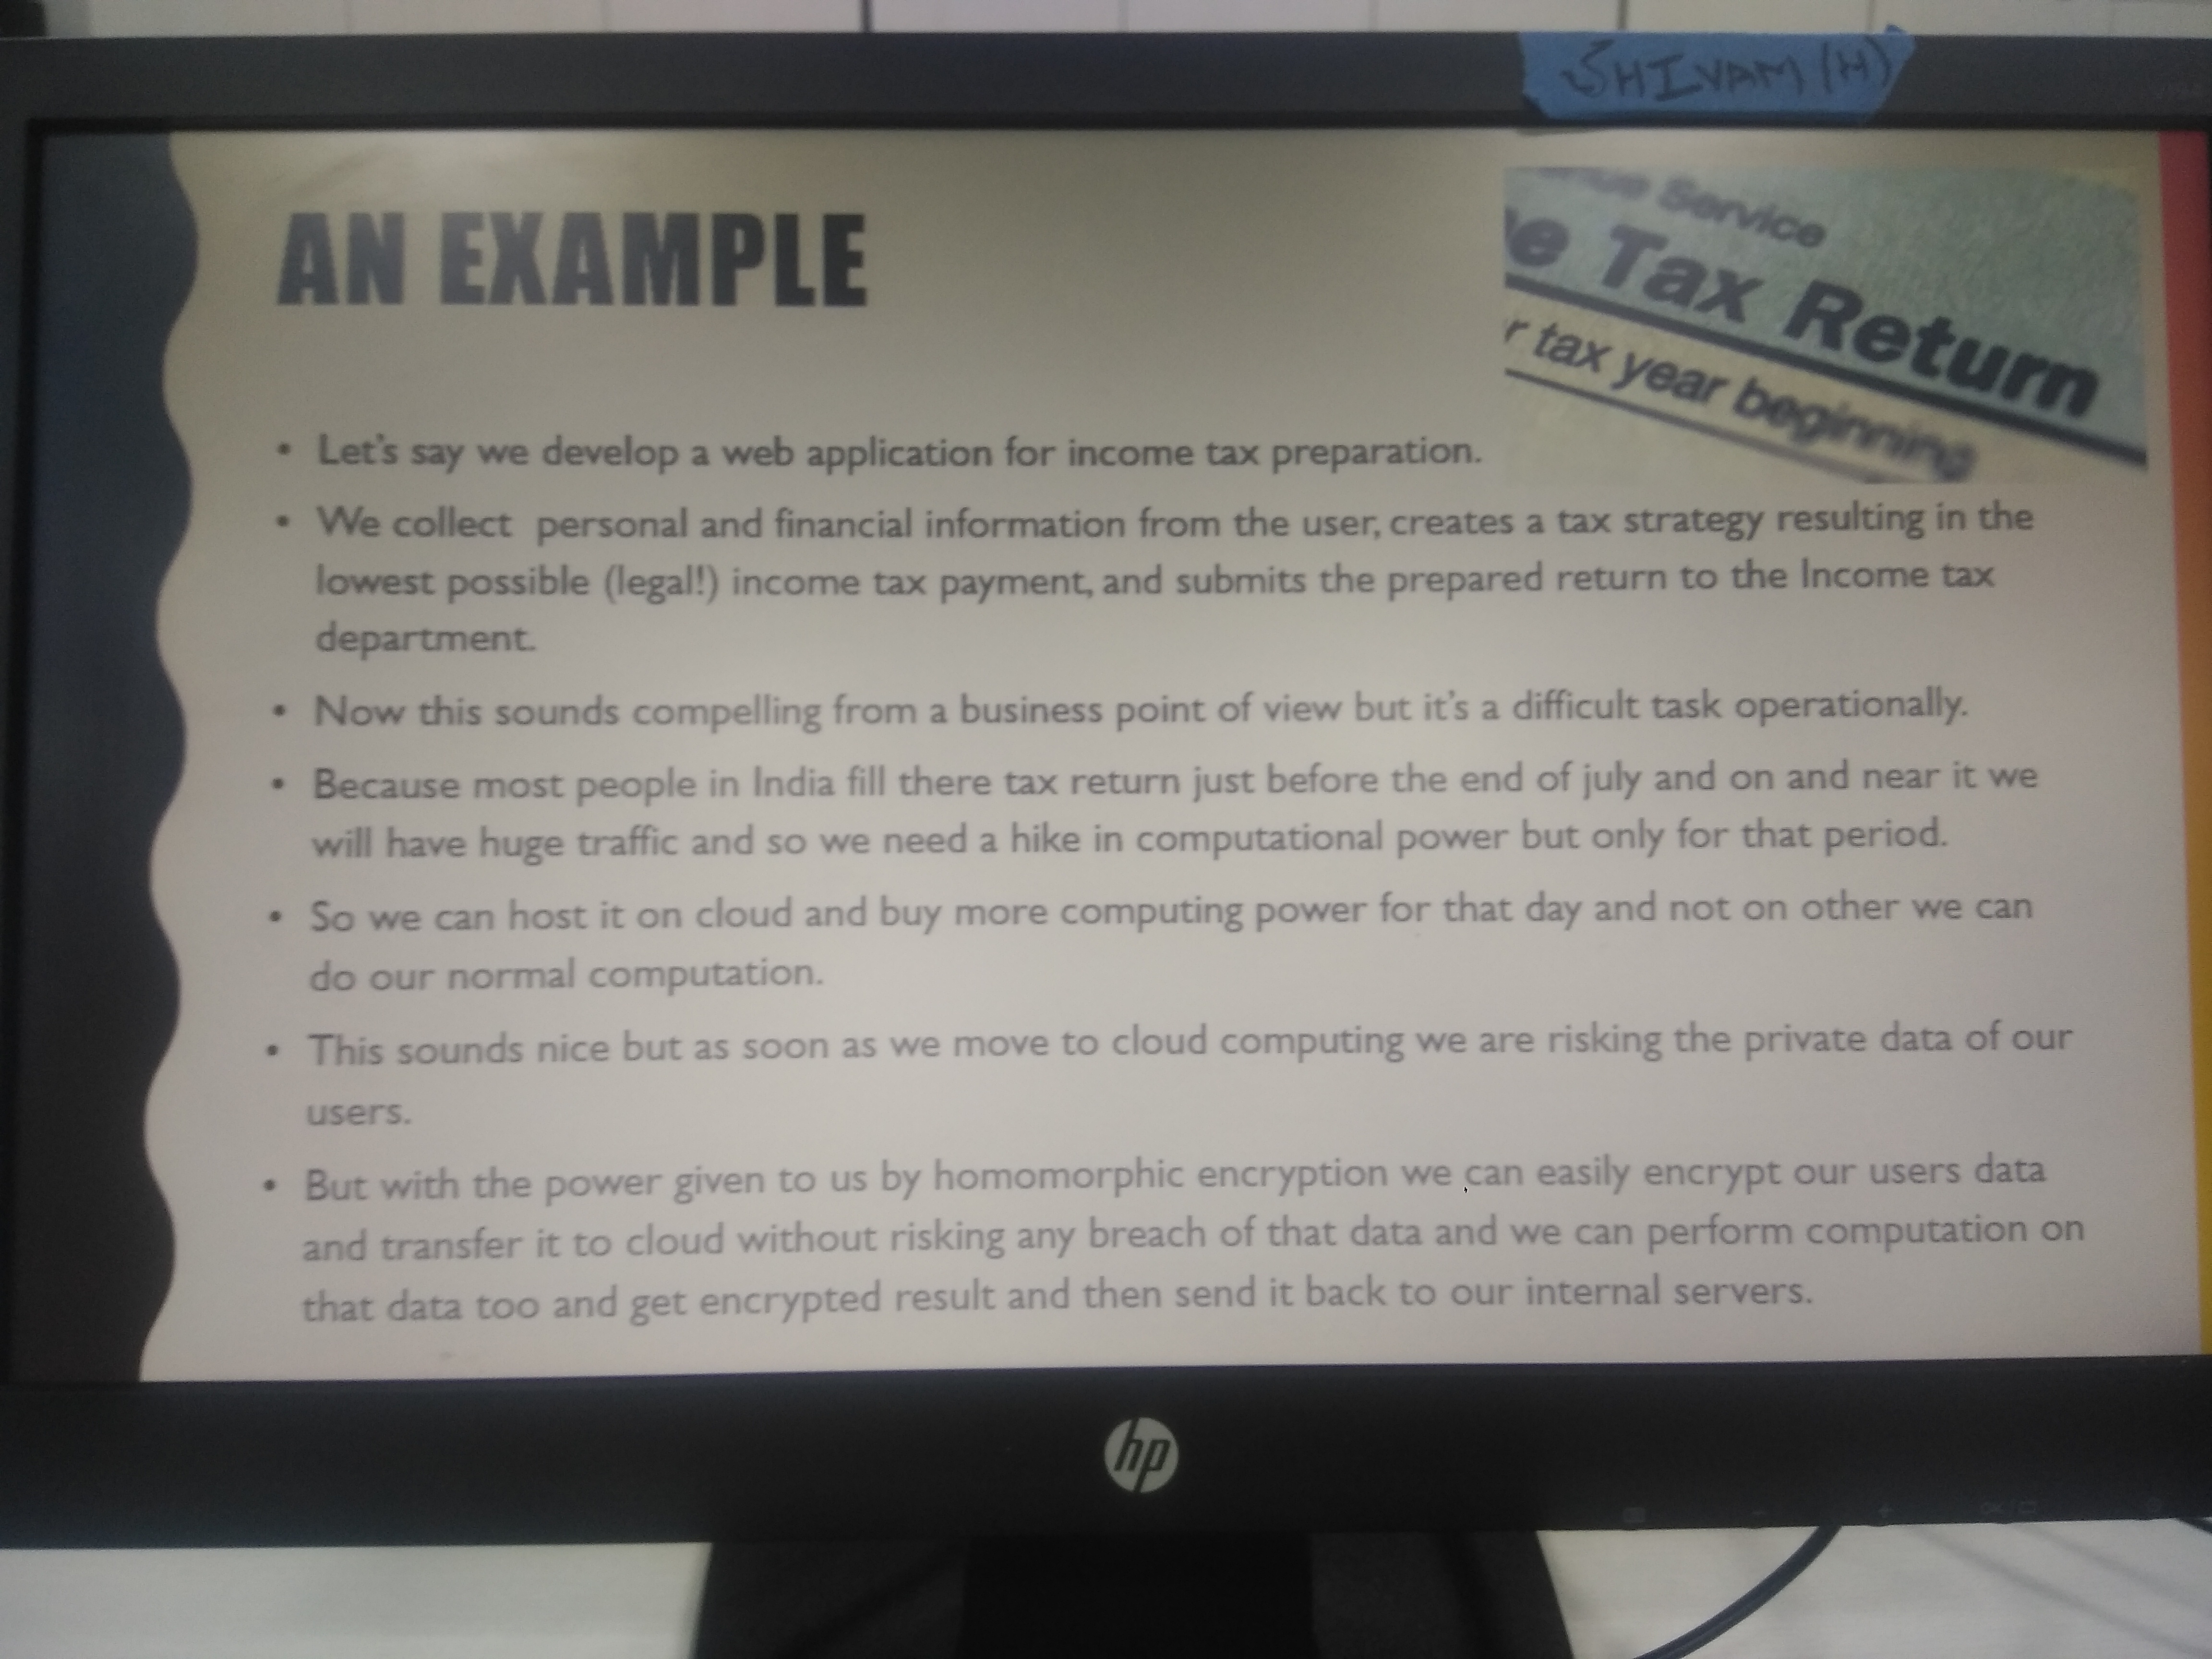 SHIVAM (H)
AN EXAMPLE
nue Service
e Tax Return
r tax year beginning
• Let's say we develop a web application for income tax preparation.
• We collect personal and financial information from the user, creates a tax strategy resulting in the
lowest possible (legal!) income tax payment, and submits the prepared return to the Income tax
department.
• Now this sounds compelling from a business point of view but it's a difficult task operationally.
• Because most people in India fill there tax return just before the end of july and on and near it we
will have huge traffic and so we need a hike in computational power but only for that period.
• So we can host it on cloud and buy more computing power for that day and not on other we can
do our normal computation.
• This sounds nice but as soon as we move to cloud computing we are risking the private data of our
users.
• But with the power given to us by homomorphic encryption we can easily encrypt our users data
and transfer it to cloud without risking any breach of that data and we can perform computation on
that data too and get encrypted result and then send it back to our internal servers.
hp